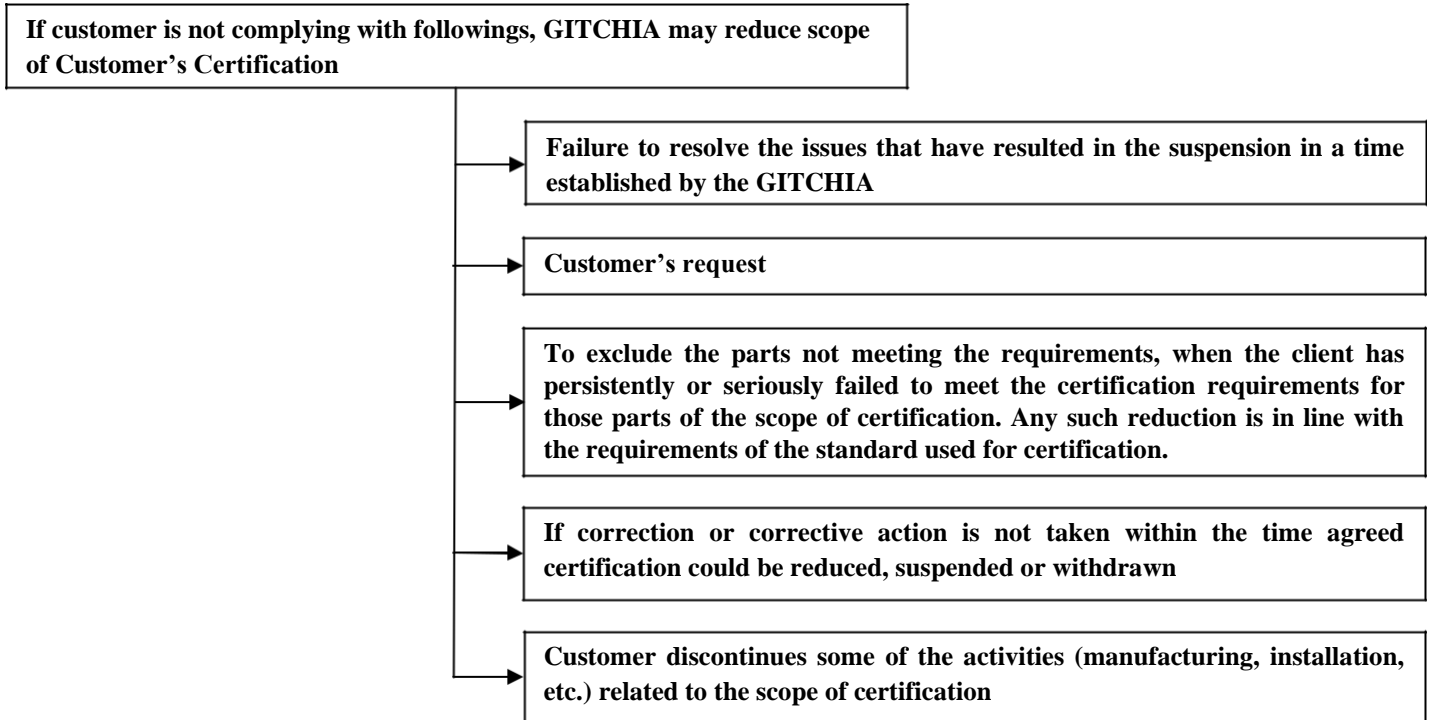 If customer is not complying with followings, GITCHIA may reduce scope
of Customer’s Certification
Failure to resolve the issues that have resulted in the suspension in a time
established by the GITCHIA
Customer’s request
To exclude the parts not meeting the requirements, when the client has
persistently or seriously failed to meet the certification requirements for
those parts of the scope of certification. Any such reduction is in line with
the requirements of the standard used for certification.
If correction or corrective action is not taken within the time agreed
certification could be reduced, suspended or withdrawn
Customer discontinues some of the activities (manufacturing, installation,
etc.) related to the scope of certification